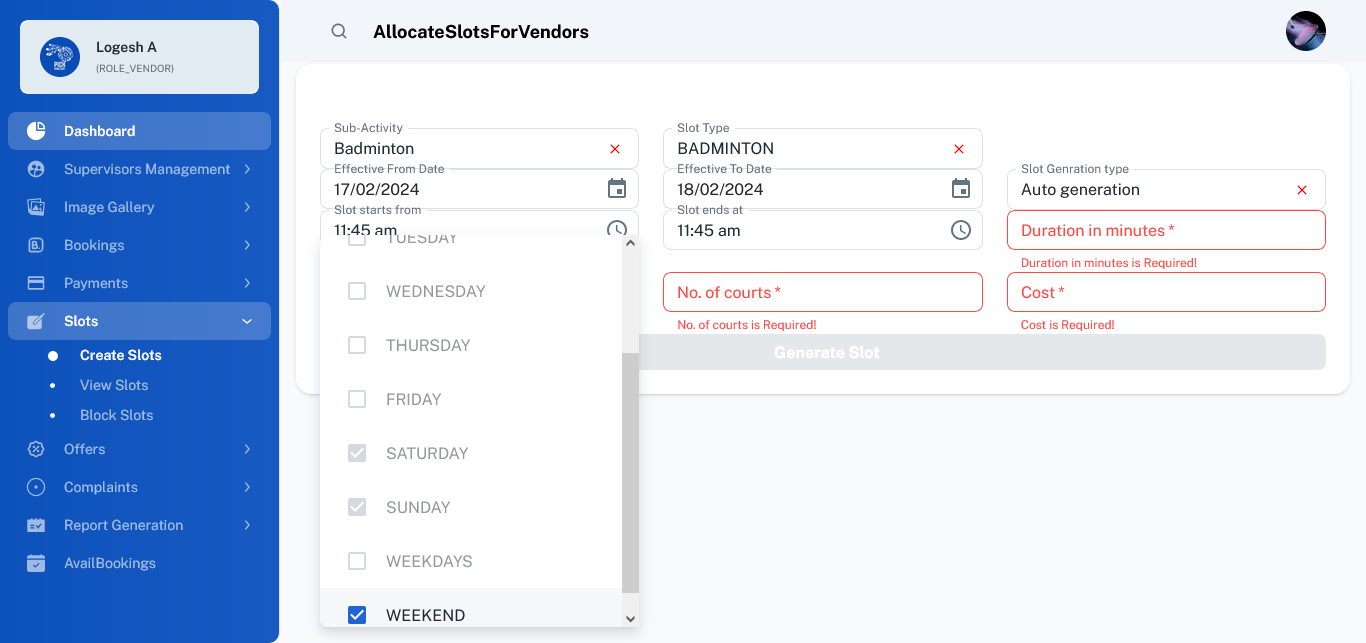 Logesh A
(ROLE_VENDOR)
Dashboard
Supervisors Management
Image Gallery
Bookings
Payments
Slots
Create Slots
View Slots
Block Slots
Offers
Complaints
Report Generation
AvailBookings
AllocateSlotsForVendors
Sub-Activity
Badminton
Slot Type
BADMINTON
Effective From Date
17/02/2024
Effective To Date
18/02/2024
Slot Genration type
Auto generation
Slot starts from
11:45 am
Slot ends at
11:45 am
Duration in minutes *
Duration in minutes is Required!
No. of courts *
No. of courts is Required!
Cost *
Cost is Required!
Generate Slot
TUESDAY
WEDNESDAY
THURSDAY
FRIDAY
SATURDAY
SUNDAY
WEEKDAYS
WEEKEND